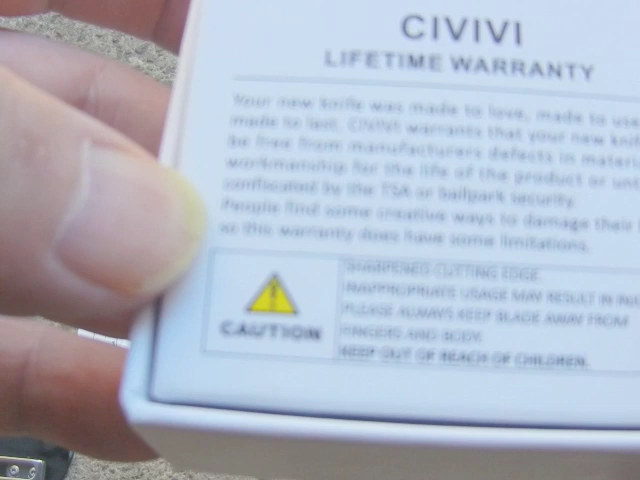 CIVIVI
LIFETIME WARRANTY
Your new knife was made to love, made to use
made to last. CIVIVI warrants that your new kni
be free from manufacturers defects in materi
workmanship for the life of the product or unt
confiscated by the TSA or ballpark security.
People find some creative ways to damage their
so this warranty does have some limitations.
SHARPENED CUTTING EDGE.
INAPPROPRIATE USAGE MAY RESULT IN INJ
PLEASE ALWAYS KEEP BLADE AWAY FROM
FINGERS AND BODY.
KEEP OUT OF REACH OF CHILDREN.
CAUTION